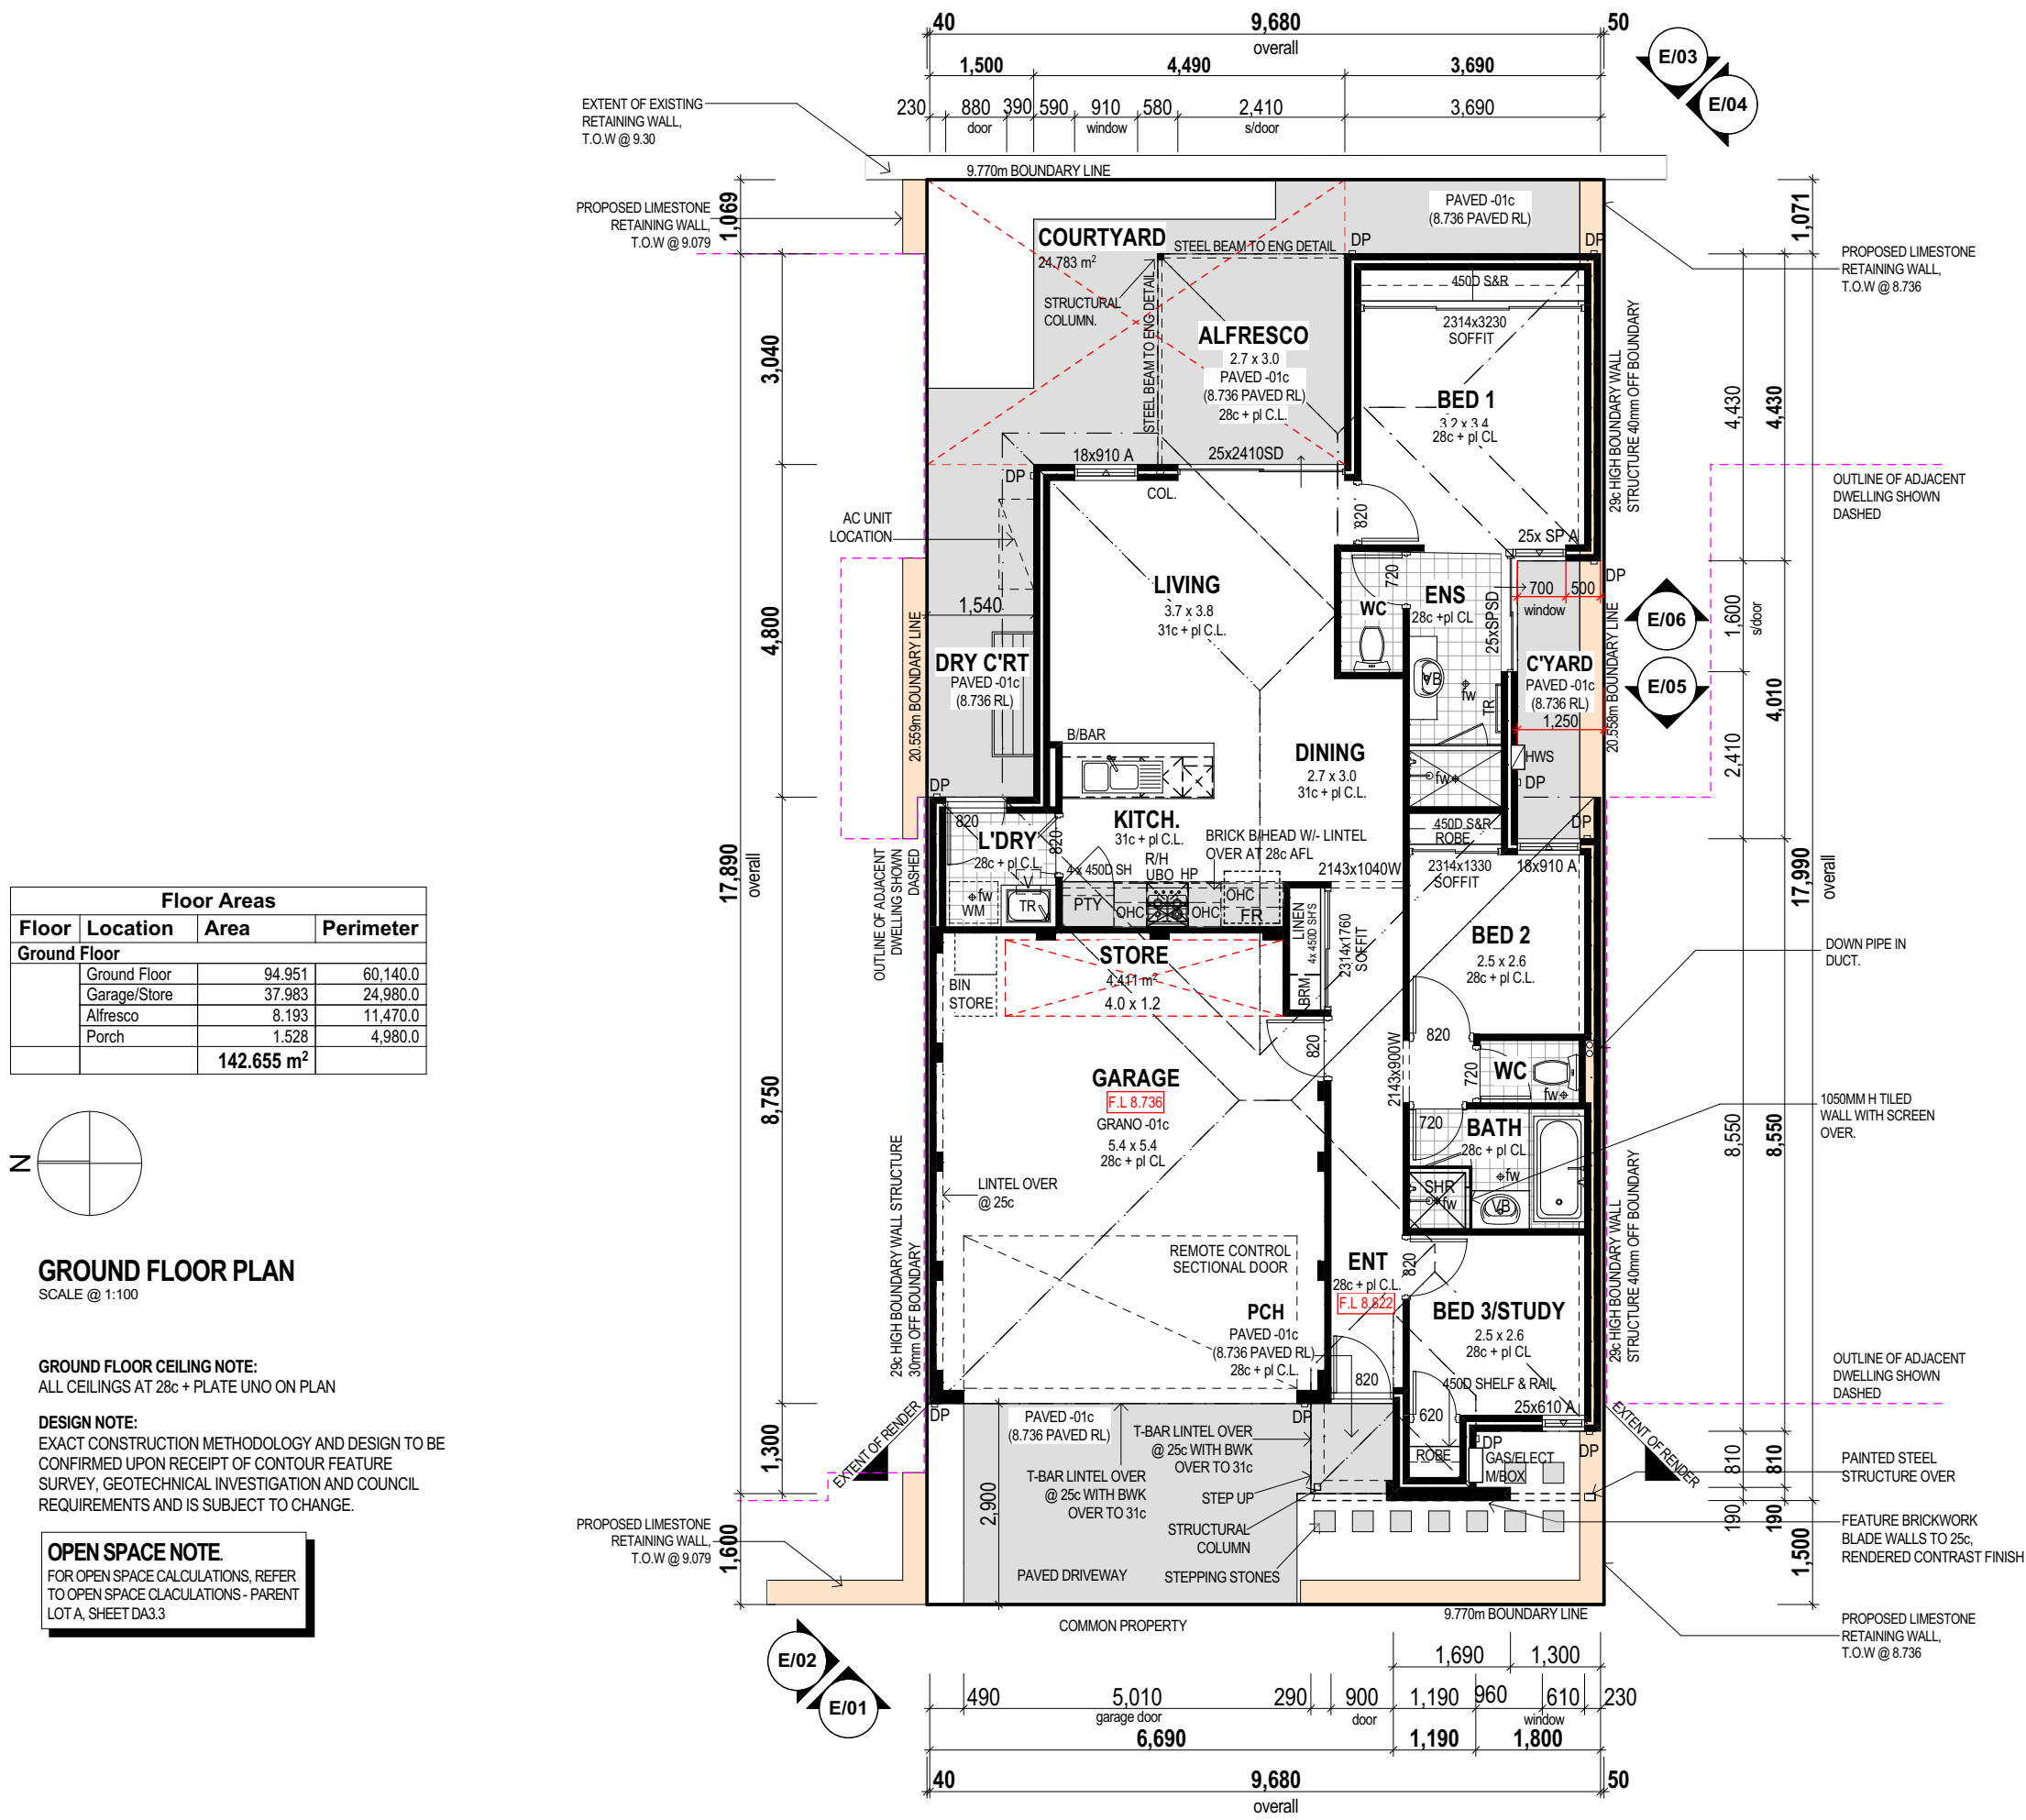 40
9,680
50
overall
1,500
4,490
3,690
230
880
390
590
910
580
2,410
3,690
door
window
s/door
E/03
E/04
EXTENT OF EXISTING
RETAINING WALL,
T.O.W @ 9.30
9.770m BOUNDARY LINE
PROPOSED LIMESTONE
RETAINING WALL,
T.O.W @ 9.079
1,069
3,040
4,800
8,750
1,300
1,600
17,890
overall
COURTYARD
24.783 m²
STEEL BEAM TO ENG DETAIL
STEEL BEAM TO ENG DETAIL
STRUCTURAL
COLUMN.
PAVED -01c
(8.736 PAVED RL)
DP
DP
ALFRESCO
2.7 x 3.0
PAVED -01c
(8.736 PAVED RL)
28c + pl C.L.
450D S&R
2314x3230
SOFFIT
BED 1
3.2 x 3.4
28c + pl CL
18x910 A
25x2410SD
COL.
DP
820
25x SP A
29c HIGH BOUNDARY WALL
STRUCTURE 40mm OFF BOUNDARY
1,071
PROPOSED LIMESTONE
RETAINING WALL,
T.O.W @ 8.736
4,430
4,430
1,600
s/door
2,410
4,010
8,550
8,550
810
810
190
190
17,990
overall
1,500
OUTLINE OF ADJACENT
DWELLING SHOWN
DASHED
AC UNIT
LOCATION
1,540
LIVING
3.7 x 3.8
31c + pl C.L.
DRY C'RT
PAVED -01c
(8.736 RL)
20.559m BOUNDARY LINE
WC
720
ENS
28c +pl CL
25xSPSD
VB
fw
TR
fw
700
500
window
DP
E/06
E/05
C'YARD
PAVED -01c
(8.736 RL)
1,250
20.558m BOUNDARY LINE
HWS
DP
DP
B/BAR
DINING
2.7 x 3.0
31c + pl C.L.
DP
820
L'DRY
28c + pl C.L.
820
V
fw
WM
TR
KITCH.
31c + pl C.L.
R/H
UBO
HP
4 x 450D SH
PTY
OHC
OHC
OHC
FR
BRICK B/HEAD W/- LINTEL
OVER AT 28c AFL
2143x1040W
450D S&R
ROBE
2314x1330
SOFFIT
18x910 A
OUTLINE OF ADJACENT
DWELLING SHOWN
DASHED
LINEN
4x 450D SH'S
BRM
2314x1760
SOFFIT
BED 2
2.5 x 2.6
28c + pl C.L.
820
DOWN PIPE IN
DUCT.
STORE
4.411 m²
4.0 x 1.2
BIN
STORE
820
2143x900W
WC
720
fw
GARAGE
F.L 8.736
GRANO -01c
5.4 x 5.4
28c + pl CL
LINTEL OVER
@ 25c
29c HIGH BOUNDARY WALL STRUCTURE
30mm OFF BOUNDARY
720
BATH
28c + pl CL
fw
SHR
fw
VB
1050MM H TILED
WALL WITH SCREEN
OVER.
29c HIGH BOUNDARY WALL
STRUCTURE 40mm OFF BOUNDARY
REMOTE CONTROL
SECTIONAL DOOR
ENT
28c + pl C.L.
F.L 8.822
820
BED 3/STUDY
2.5 x 2.6
28c + pl CL
PCH
PAVED -01c
(8.736 PAVED RL)
28c + pl C.L.
820
450D SHELF & RAIL
25x610 A
620
ROBE
DP
GAS/ELECT
M/BOX
DP
OUTLINE OF ADJACENT
DWELLING SHOWN
DASHED
EXTENT OF RENDER
EXTENT OF RENDER
DP
PAVED -01c
(8.736 PAVED RL)
DP
T-BAR LINTEL OVER
@ 25c WITH BWK
OVER TO 31c
T-BAR LINTEL OVER
@ 25c WITH BWK
OVER TO 31c
STEP UP
STRUCTURAL
COLUMN
STEPPING STONES
2,900
PAVED DRIVEWAY
PAINTED STEEL
STRUCTURE OVER
FEATURE BRICKWORK
BLADE WALLS TO 25c,
RENDERED CONTRAST FINISH
PROPOSED LIMESTONE
RETAINING WALL,
T.O.W @ 9.079
PROPOSED LIMESTONE
RETAINING WALL,
T.O.W @ 8.736
COMMON PROPERTY
9.770m BOUNDARY LINE
E/02
E/01
1,690
1,300
490
5,010
290
900
1,190
960
610
230
garage door
door
window
6,690
1,190
1,800
40
9,680
50
overall
Floor Areas
Floor Location Area Perimeter
Ground Floor
Ground Floor 94.951 60,140.0
Garage/Store 37.983 24,980.0
Alfresco 8.193 11,470.0
Porch 1.528 4,980.0
142.655 m²
N
GROUND FLOOR PLAN
SCALE @ 1:100
GROUND FLOOR CEILING NOTE:
ALL CEILINGS AT 28c + PLATE UNO ON PLAN
DESIGN NOTE:
EXACT CONSTRUCTION METHODOLOGY AND DESIGN TO BE
CONFIRMED UPON RECEIPT OF CONTOUR FEATURE
SURVEY, GEOTECHNICAL INVESTIGATION AND COUNCIL
REQUIREMENTS AND IS SUBJECT TO CHANGE.
OPEN SPACE NOTE.
FOR OPEN SPACE CALCULATIONS, REFER
TO OPEN SPACE CLACULATIONS - PARENT
LOT A, SHEET DA3.3